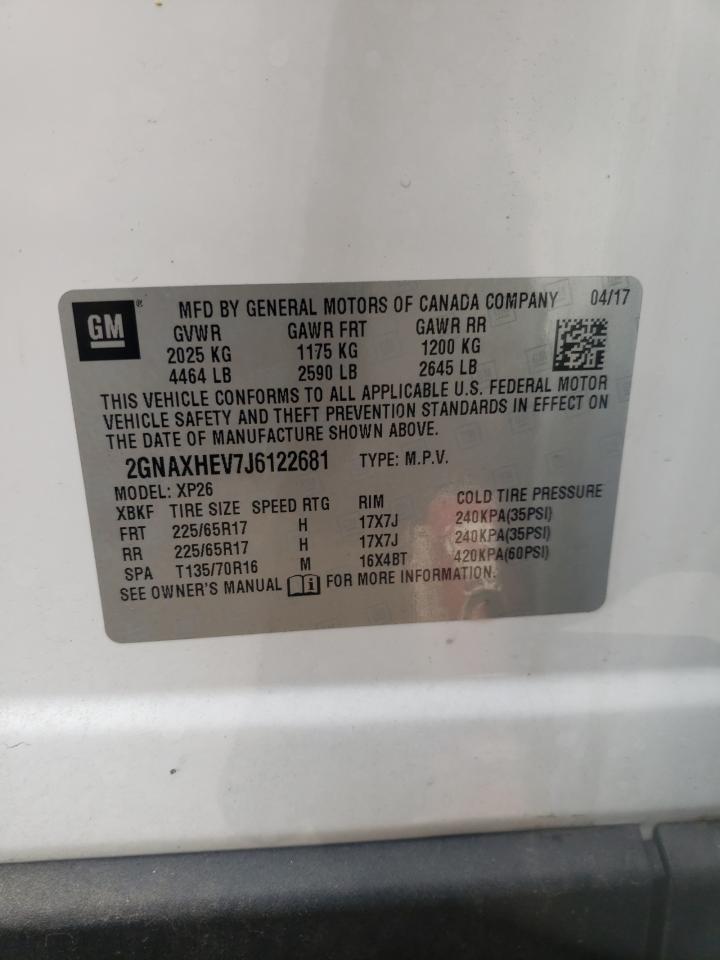 GM ®
MFD BY GENERAL MOTORS OF CANADA COMPANY 04/17
GVWR GAWR FRT GAWR RR
2025 KG 1175 KG 1200 KG
4464 LB 2590 LB 2645 LB
THIS VEHICLE CONFORMS TO ALL APPLICABLE U.S. FEDERAL MOTOR
VEHICLE SAFETY AND THEFT PREVENTION STANDARDS IN EFFECT ON
THE DATE OF MANUFACTURE SHOWN ABOVE.
2GNAXHEV7J6122681 TYPE: M.P.V.
MODEL: XP26
XBKF TIRE SIZE SPEED RTG RIM COLD TIRE PRESSURE
FRT 225/65R17 H 17X7J 240KPA(35PSI)
RR 225/65R17 H 17X7J 240KPA(35PSI)
SPA T135/70R16 M 16X4BT 420KPA(60PSI)
SEE OWNER'S MANUAL FOR MORE INFORMATION.